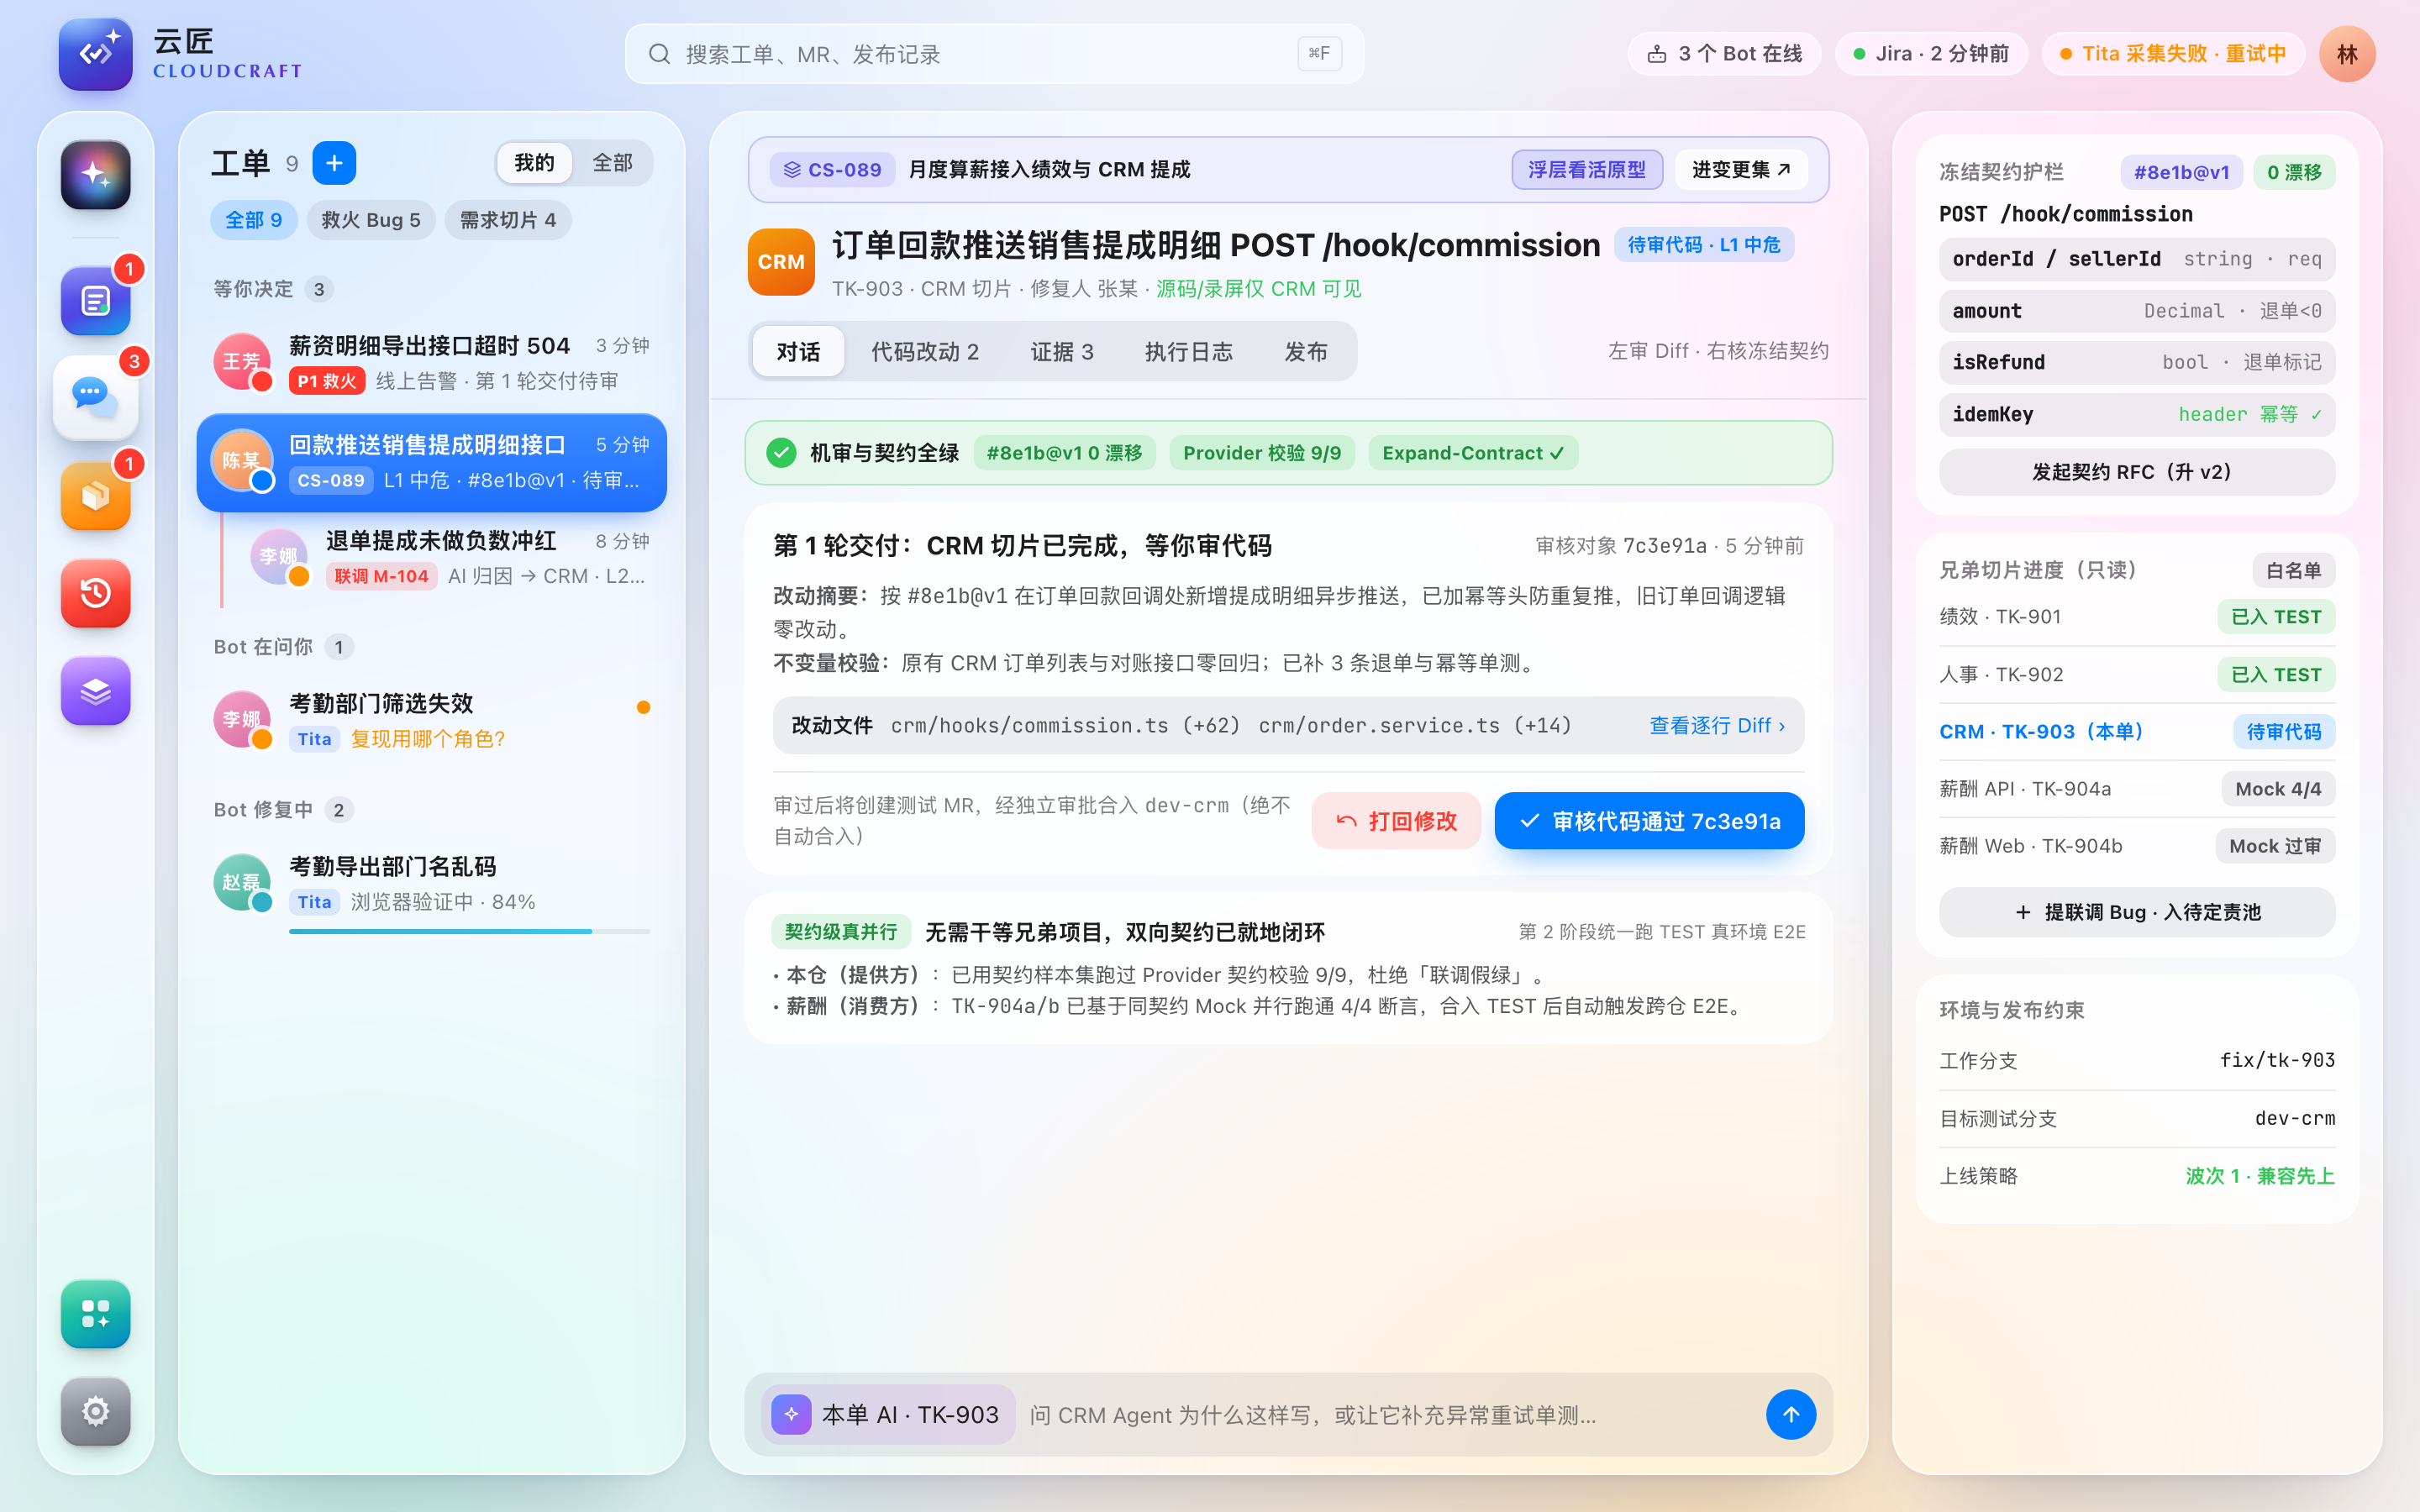 云匠
CLOUDCRAFT
搜索工单、MR、发布记录
⌘F
3 个 Bot 在线
Jira · 2 分钟前
Tita 采集失败 · 重试中
林
1
3
1
工单 9
我的 全部
全部 9 救火 Bug 5 需求切片 4
等你决定 3
王芳
薪资明细导出接口超时 504 3 分钟
P1 救火 线上告警 · 第 1 轮交付待审
陈某
回款推送销售提成明细接口 5 分钟
CS-089 L1 中危 · #8e1b@v1 · 待审...
李娜
退单提成未做负数冲红 8 分钟
联调 M-104 AI 归因 → CRM · L2...
Bot 在问你 1
李娜
考勤部门筛选失效
Tita 复现用哪个角色?
Bot 修复中 2
赵磊
考勤导出部门名乱码
Tita 浏览器验证中 · 84%
CS-089 月度算薪接入绩效与 CRM 提成
浮层看活原型 进变更集
CRM
订单回款推送销售提成明细 POST /hook/commission 待审代码 · L1 中危
TK-903 · CRM 切片 · 修复人 张某 · 源码/录屏仅 CRM 可见
对话 代码改动 2 证据 3 执行日志 发布
左审 Diff · 右核冻结契约
机审与契约全绿 #8e1b@v1 0 漂移 Provider 校验 9/9 Expand-Contract ✓
第 1 轮交付：CRM 切片已完成，等你审代码 审核对象 7c3e91a · 5 分钟前
改动摘要：按 #8e1b@v1 在订单回款回调处新增提成明细异步推送，已加幂等头防重复推，旧订单回调逻辑
零改动。
不变量校验：原有 CRM 订单列表与对账接口零回归；已补 3 条退单与幂等单测。
改动文件 crm/hooks/commission.ts (+62) crm/order.service.ts (+14) 查看逐行 Diff ›
审过后将创建测试 MR，经独立审批合入 dev-crm（绝不
自动合入）
打回修改 审核代码通过 7c3e91a
契约级真并行 无需干等兄弟项目，双向契约已就地闭环 第 2 阶段统一跑 TEST 真环境 E2E
· 本仓（提供方）：已用契约样本集跑过 Provider 契约校验 9/9，杜绝「联调假绿」。
· 薪酬（消费方）：TK-904a/b 已基于同契约 Mock 并行跑通 4/4 断言，合入 TEST 后自动触发跨仓 E2E。
本单 AI · TK-903 问 CRM Agent 为什么这样写，或让它补充异常重试单测...
冻结契约护栏 #8e1b@v1 0 漂移
POST /hook/commission
orderId / sellerId string · req
amount Decimal · 退单<0
isRefund bool · 退单标记
idemKey header 幂等 ✓
发起契约 RFC（升 v2）
兄弟切片进度（只读） 白名单
绩效 · TK-901 已入 TEST
人事 · TK-902 已入 TEST
CRM · TK-903（本单） 待审代码
薪酬 API · TK-904a Mock 4/4
薪酬 Web · TK-904b Mock 过审
提联调 Bug · 入待定责池
环境与发布约束
工作分支 fix/tk-903
目标测试分支 dev-crm
上线策略 波次 1 · 兼容先上